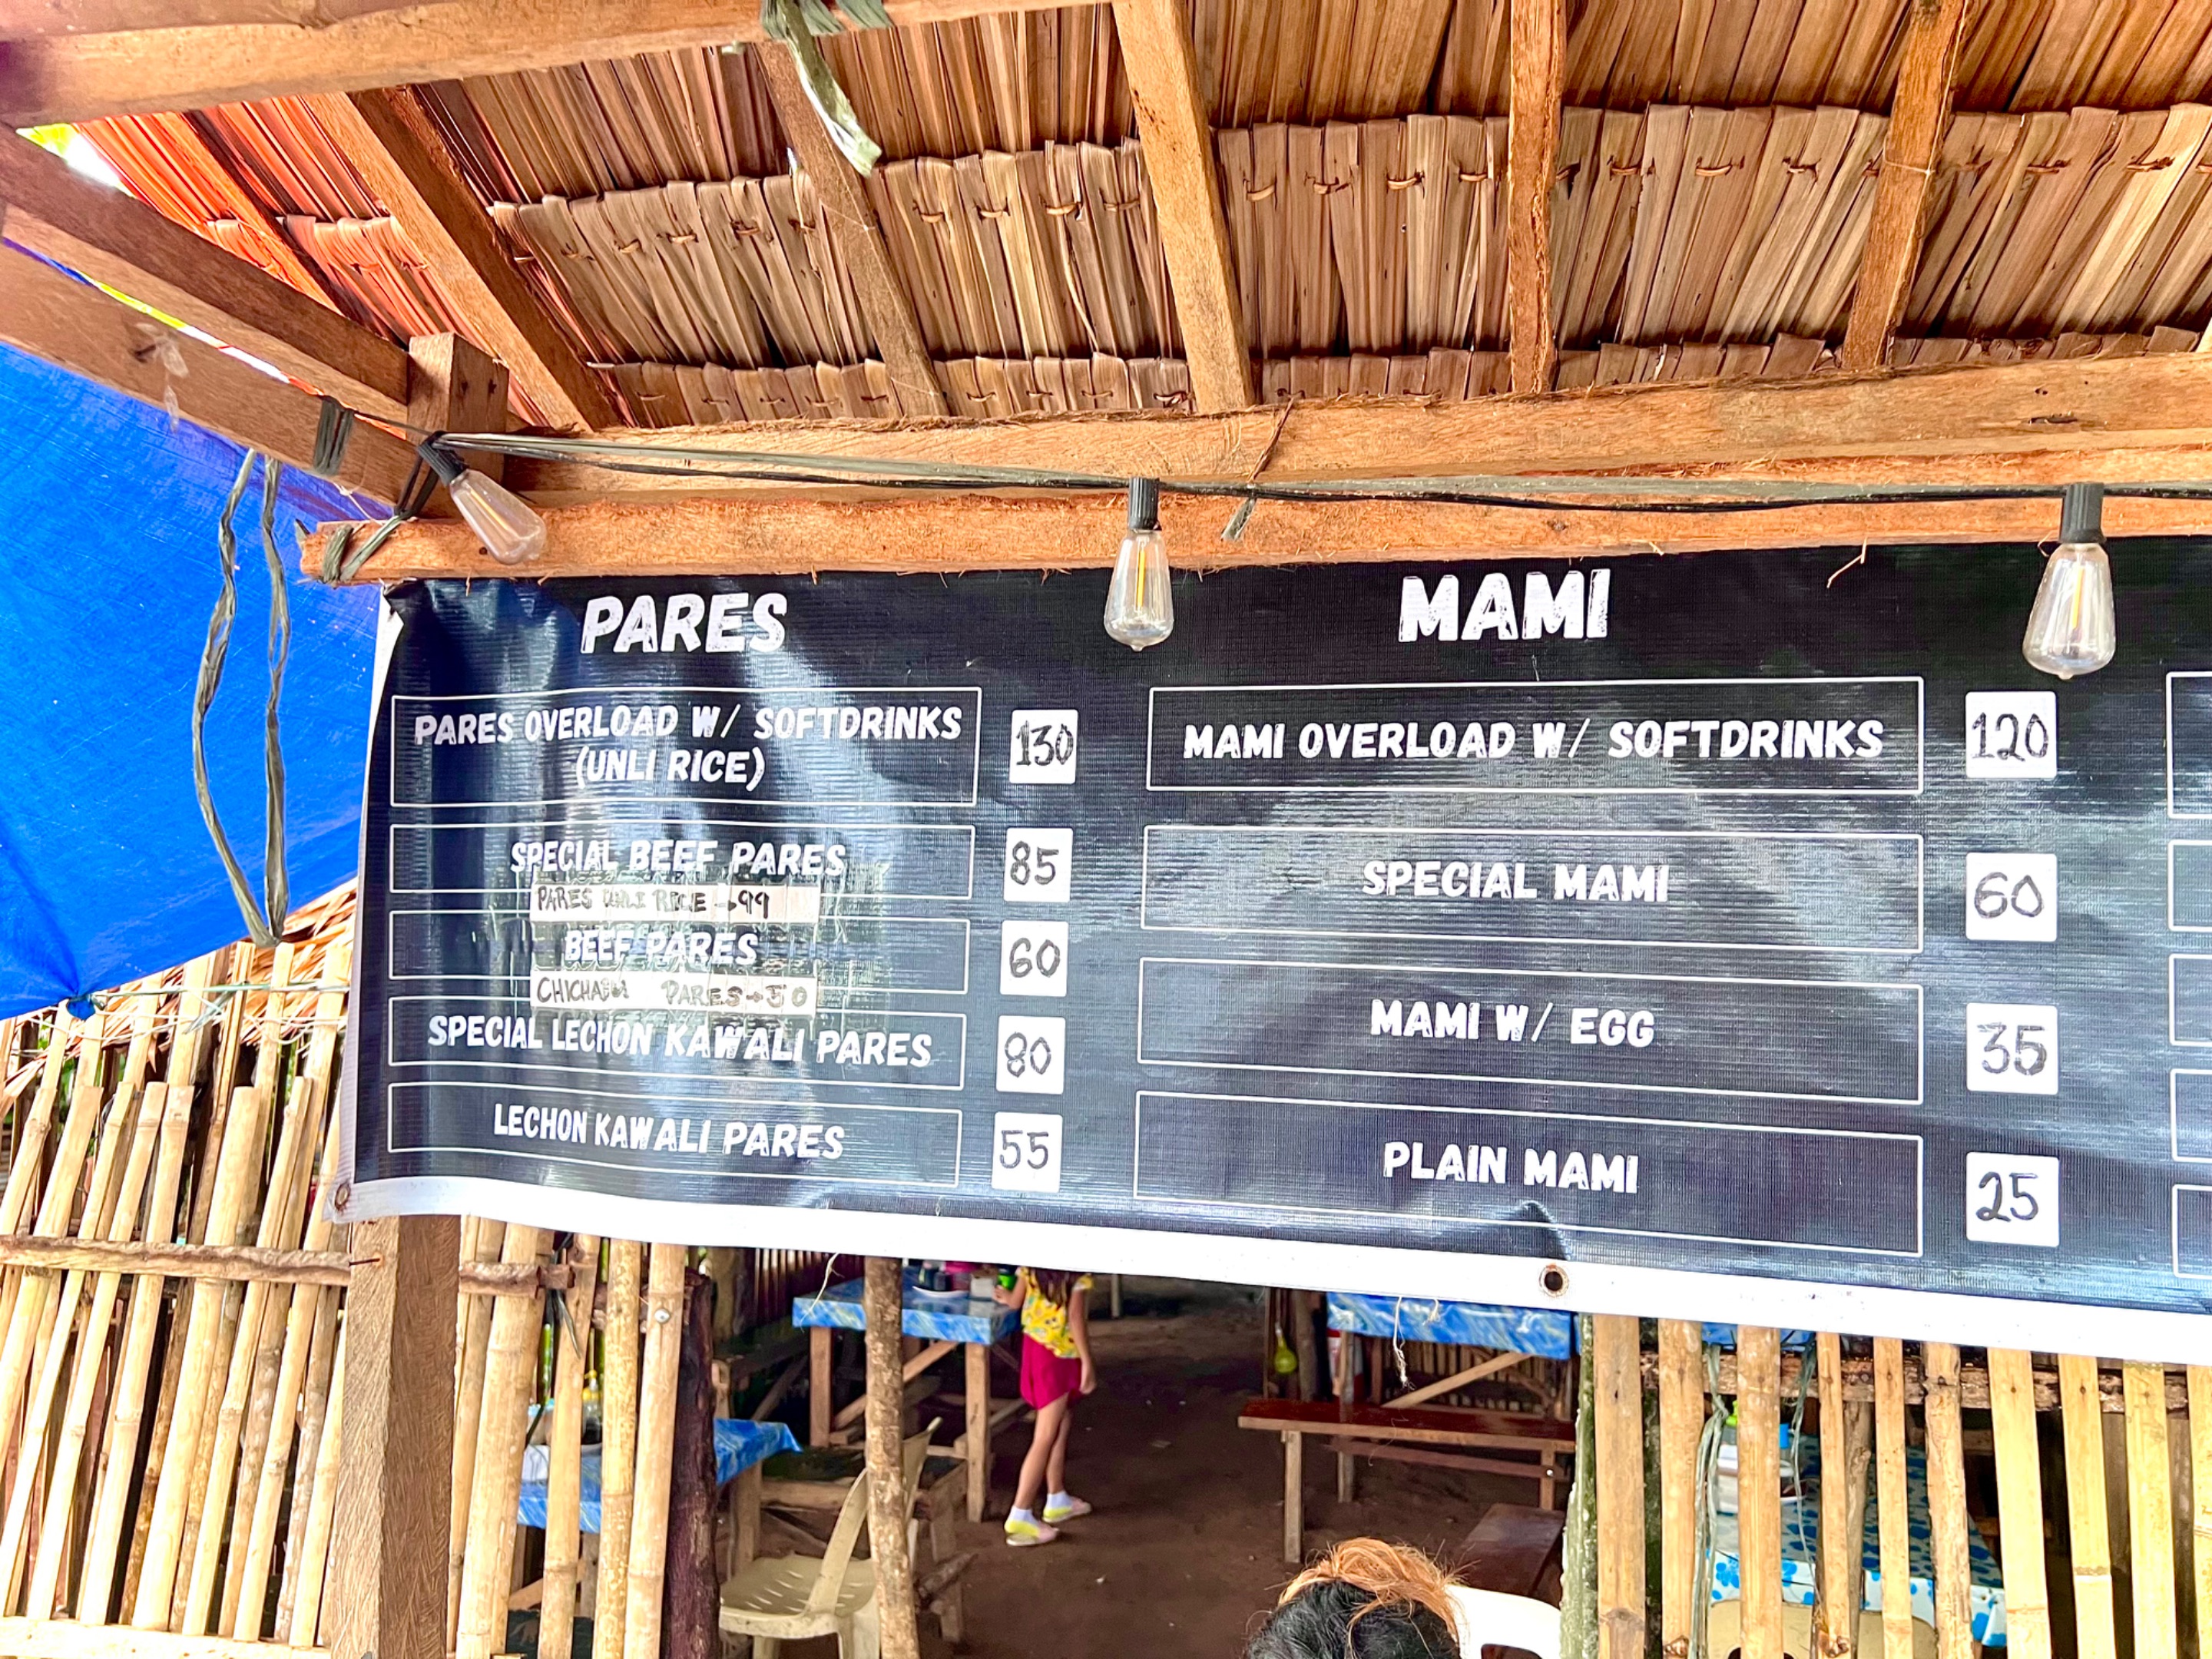 PARES
PARES OVERLOAD W/ SOFTDRINKS
(UNLI RICE)
130
SPECIAL BEEF PARES
85
PARES UNLI RICE → 99
BEEF PARES
60
PARES → 50
SPECIAL LECHON KAWALI PARES
80
LECHON KAWALI PARES
55
MAMI
MAMI OVERLOAD W/ SOFTDRINKS
120
SPECIAL MAMI
60
MAMI W/ EGG
35
PLAIN MAMI
25